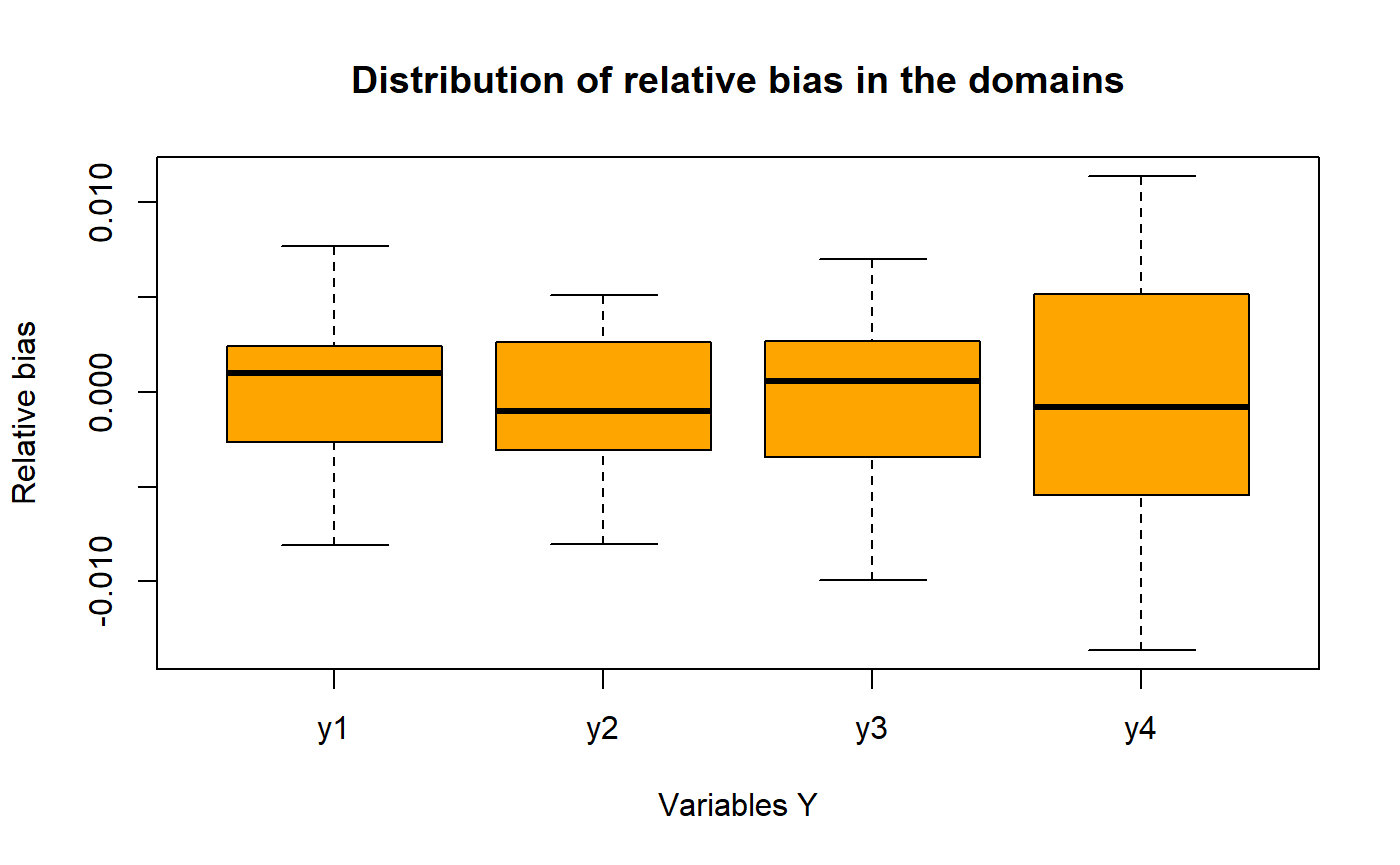 Distribution of relative bias in the domains
Relative bias
0.010
0.000
-0.010
y1 y2 y3 y4
Variables Y